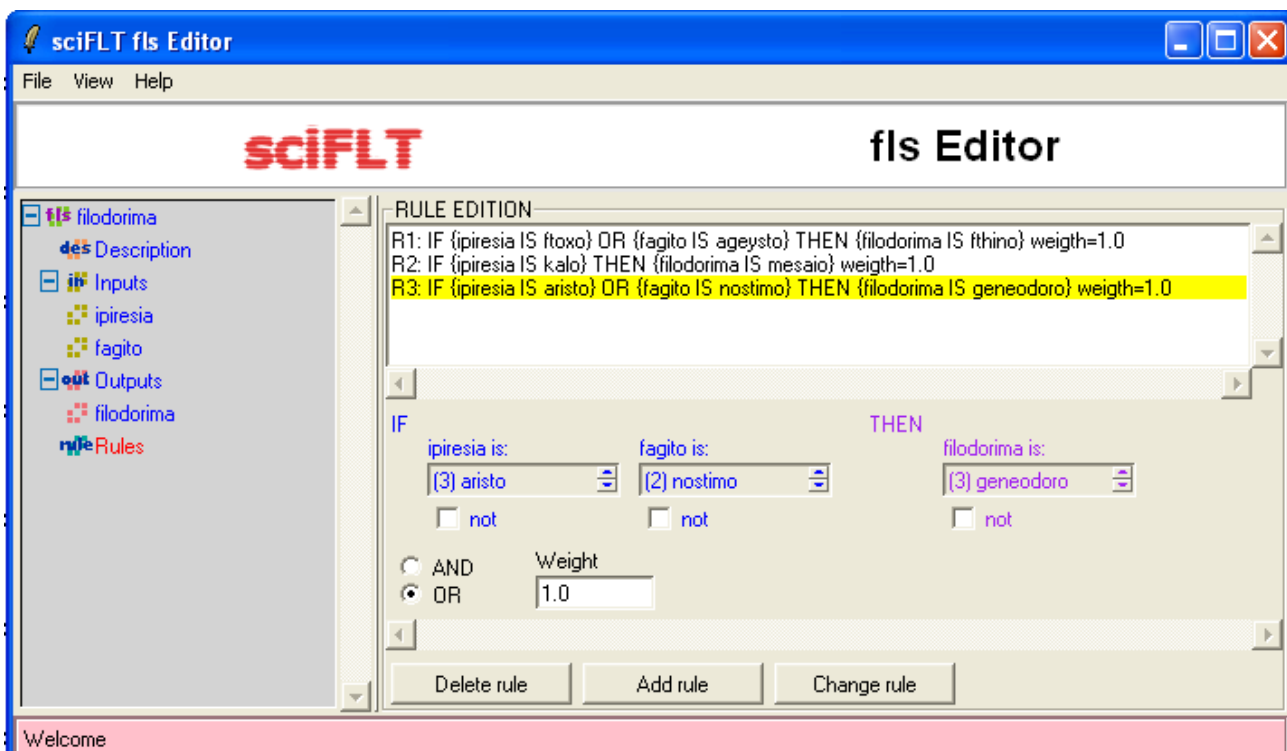 sciFLT fls Editor
File View Help
sciFLT fls Editor
fls filodorima
des Description
in Inputs
ipiresia
fagito
out Outputs
filodorima
rule Rules
RULE EDITION
R1: IF {ipiresia IS ftoxo} OR {fagito IS ageysto} THEN {filodorima IS fthino} weigth=1.0
R2: IF {ipiresia IS kalo} THEN {filodorima IS mesaio} weigth=1.0
R3: IF {ipiresia IS aristo} OR {fagito IS nostimo} THEN {filodorima IS geneodoro} weigth=1.0
IF THEN
ipiresia is: fagito is: filodorima is:
(3) aristo (2) nostimo (3) geneodoro
not not not
AND Weight
OR 1.0
Delete rule Add rule Change rule
Welcome